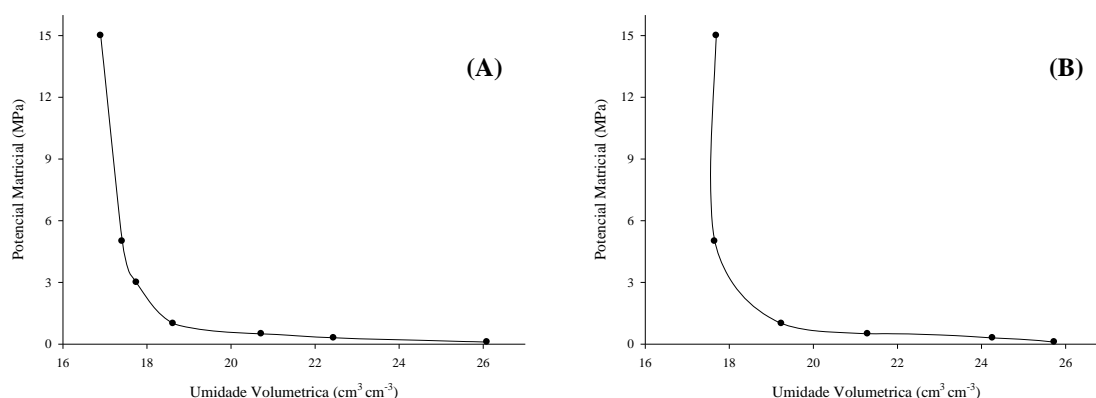 15
12
9
6
3
0
Potencial Matricial (MPa)
(A)
16 18 20 22 24 26
Umidade Volumetrica (cm³ cm⁻³)
15
12
9
6
3
0
Potencial Matricial (MPa)
(B)
16 18 20 22 24 26
Umidade Volumetrica (cm³ cm⁻³)